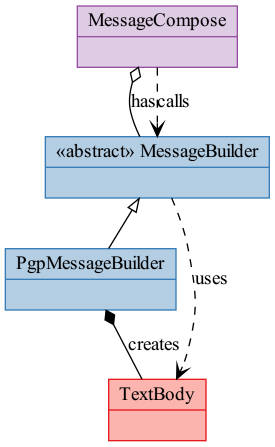 MessageCompose
has
calls
«abstract» MessageBuilder
PgpMessageBuilder
uses
creates
TextBody